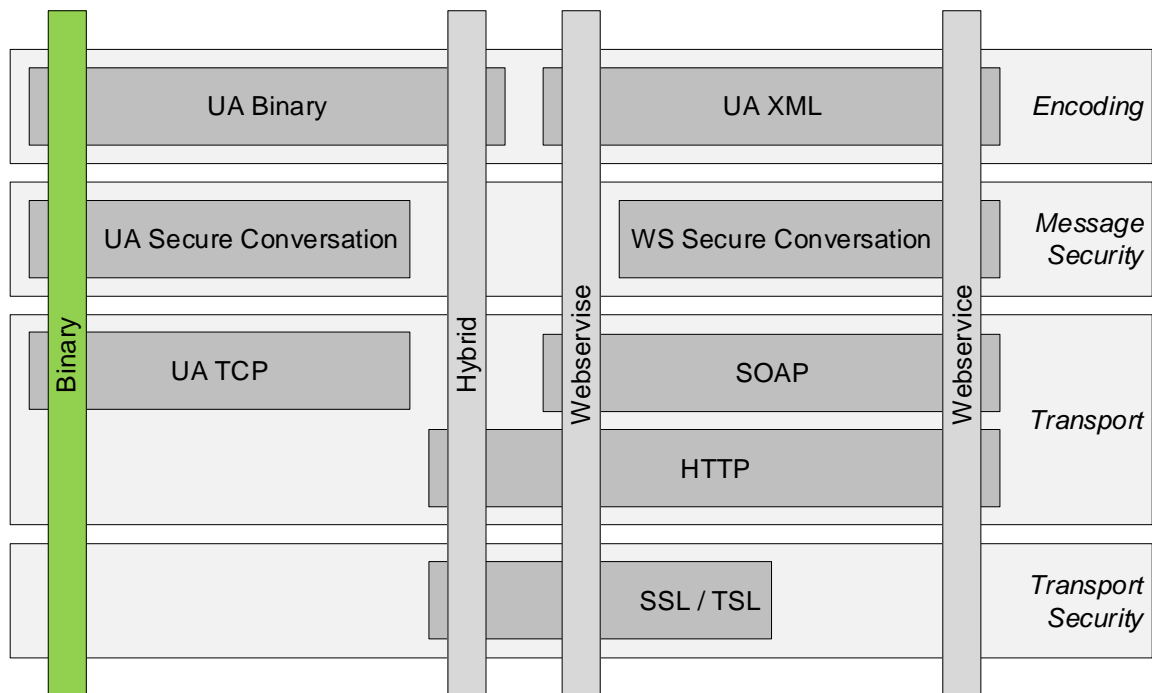 UA Binary
UA XML
Encoding
UA Secure Conversation
WS Secure Conversation
Message
Security
Binary
Hybrid
Webservise
Webservice
UA TCP
SOAP
Transport
HTTP
SSL / TSL
Transport
Security